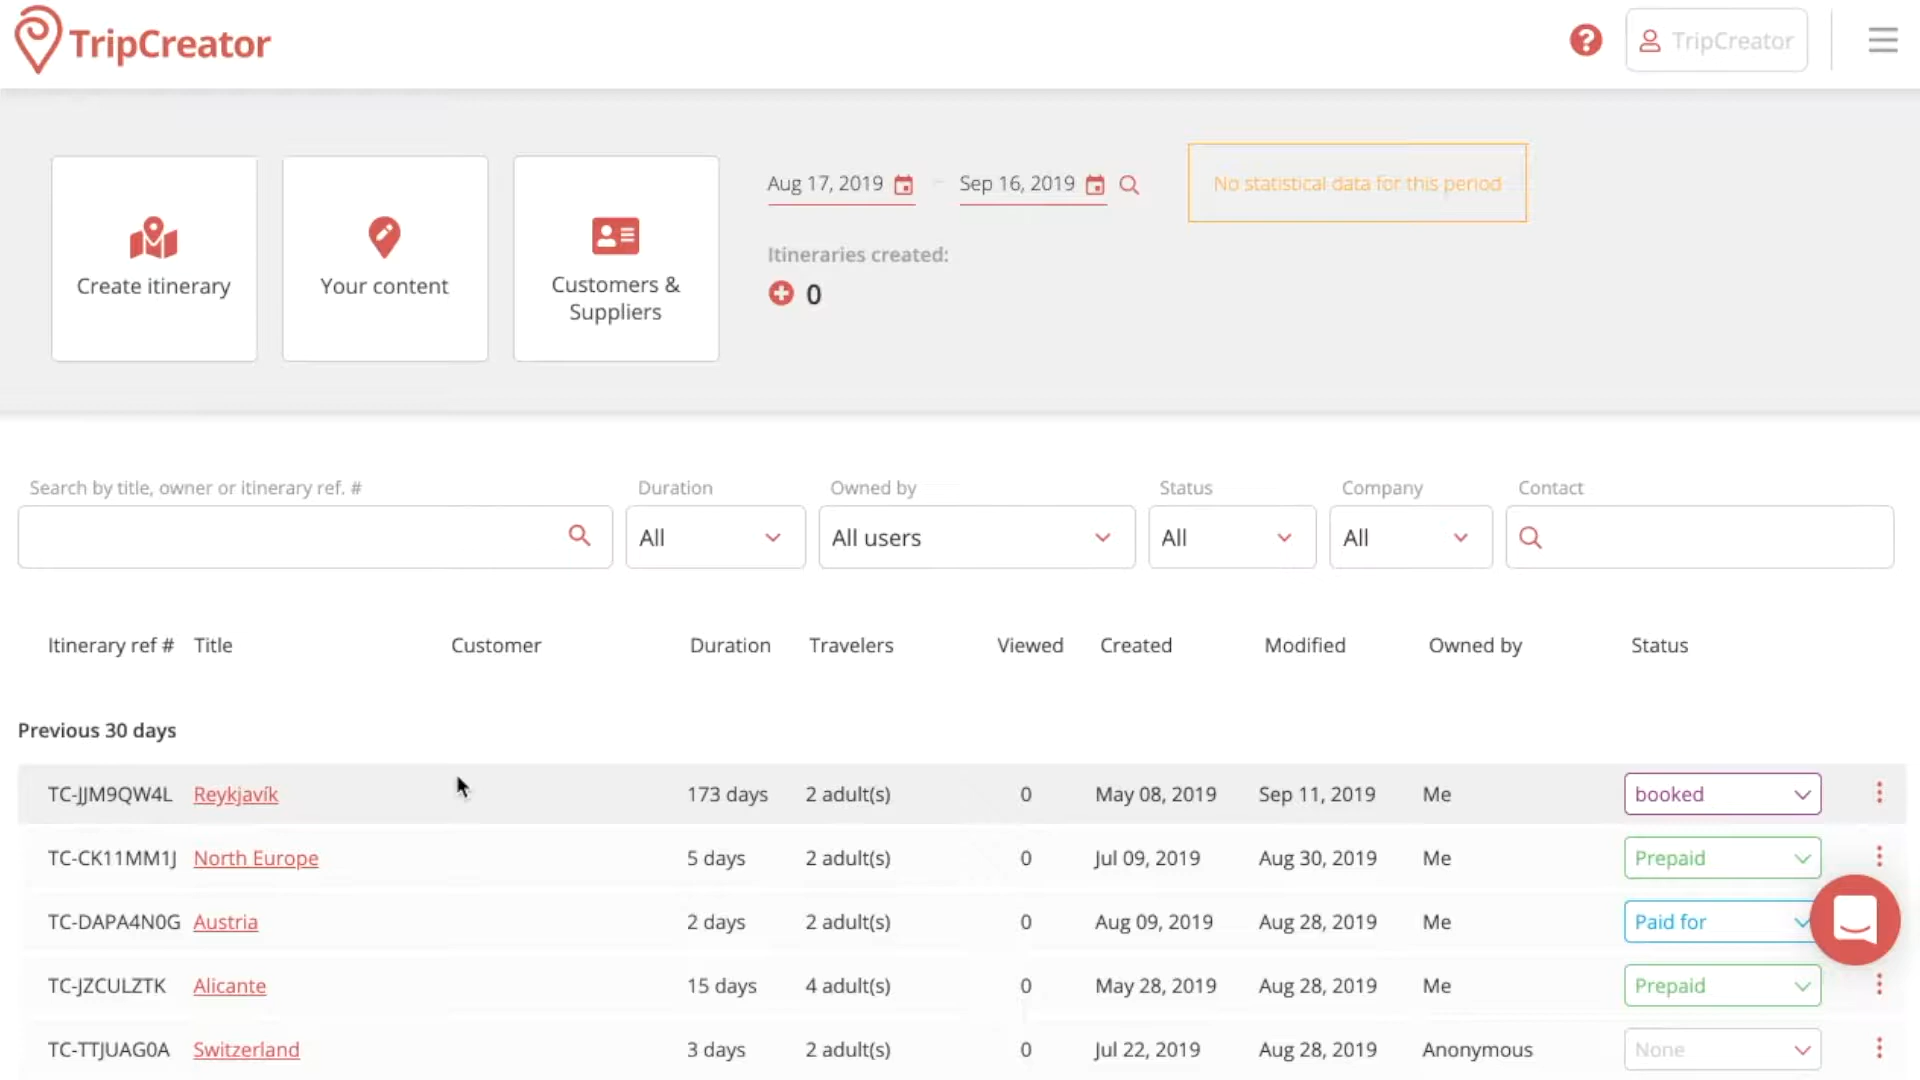 TripCreator
? TripCreator
Create itinerary
Your content
Customers &
Suppliers
Aug 17, 2019 - Sep 16, 2019
No statistical data for this period
Itineraries created:
0
Search by title, owner or itinerary ref. # Duration Owned by Status Company Contact
All All users All All
Itinerary ref # Title Customer Duration Travelers Viewed Created Modified Owned by Status
Previous 30 days
TC-JJM9QW4L Reykjavík 173 days 2 adult(s) 0 May 08, 2019 Sep 11, 2019 Me booked
TC-CK11MM1J North Europe 5 days 2 adult(s) 0 Jul 09, 2019 Aug 30, 2019 Me Prepaid
TC-DAPA4N0G Austria 2 days 2 adult(s) 0 Aug 09, 2019 Aug 28, 2019 Me Paid for
TC-JZCULZTK Alicante 15 days 4 adult(s) 0 May 28, 2019 Aug 28, 2019 Me Prepaid
TC-TTJUAG0A Switzerland 3 days 2 adult(s) 0 Jul 22, 2019 Aug 28, 2019 Anonymous None